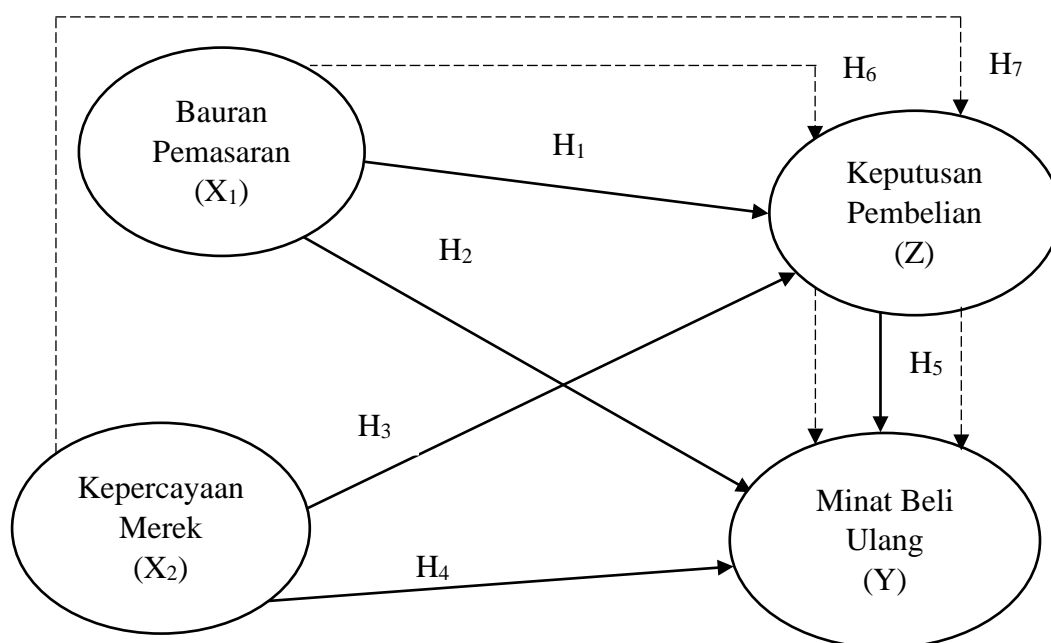 H₆
H₇
Bauran
Pemasaran
(X₁)
H₁
Keputusan
Pembelian
(Z)
H₂
H₅
H₃
Kepercayaan
Merek
(X₂)
H₄
Minat Beli
Ulang
(Y)